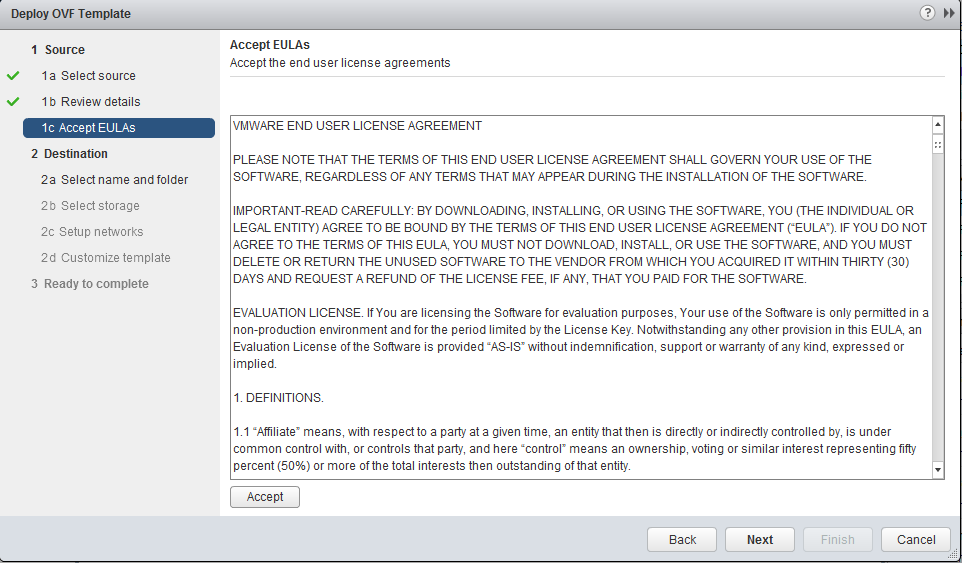 Deploy OVF Template
?
1 Source
1a Select source
1b Review details
1c Accept EULAs
2 Destination
2a Select name and folder
2b Select storage
2c Setup networks
2d Customize template
3 Ready to complete
Accept EULAs
Accept the end user license agreements
VMWARE END USER LICENSE AGREEMENT
PLEASE NOTE THAT THE TERMS OF THIS END USER LICENSE AGREEMENT SHALL GOVERN YOUR USE OF THE
SOFTWARE, REGARDLESS OF ANY TERMS THAT MAY APPEAR DURING THE INSTALLATION OF THE SOFTWARE.
IMPORTANT-READ CAREFULLY: BY DOWNLOADING, INSTALLING, OR USING THE SOFTWARE, YOU (THE INDIVIDUAL OR
LEGAL ENTITY) AGREE TO BE BOUND BY THE TERMS OF THIS END USER LICENSE AGREEMENT (“EULA”). IF YOU DO NOT
AGREE TO THE TERMS OF THIS EULA, YOU MUST NOT DOWNLOAD, INSTALL, OR USE THE SOFTWARE, AND YOU MUST
DELETE OR RETURN THE UNUSED SOFTWARE TO THE VENDOR FROM WHICH YOU ACQUIRED IT WITHIN THIRTY (30)
DAYS AND REQUEST A REFUND OF THE LICENSE FEE, IF ANY, THAT YOU PAID FOR THE SOFTWARE.
EVALUATION LICENSE. If You are licensing the Software for evaluation purposes, Your use of the Software is only permitted in a
non-production environment and for the period limited by the License Key. Notwithstanding any other provision in this EULA, an
Evaluation License of the Software is provided “AS-IS” without indemnification, support or warranty of any kind, expressed or
implied.
1. DEFINITIONS.
1.1 “Affiliate” means, with respect to a party at a given time, an entity that then is directly or indirectly controlled by, is under
common control with, or controls that party, and here “control” means an ownership, voting or similar interest representing fifty
percent (50%) or more of the total interests then outstanding of that entity.
Accept
Back
Next
Finish
Cancel